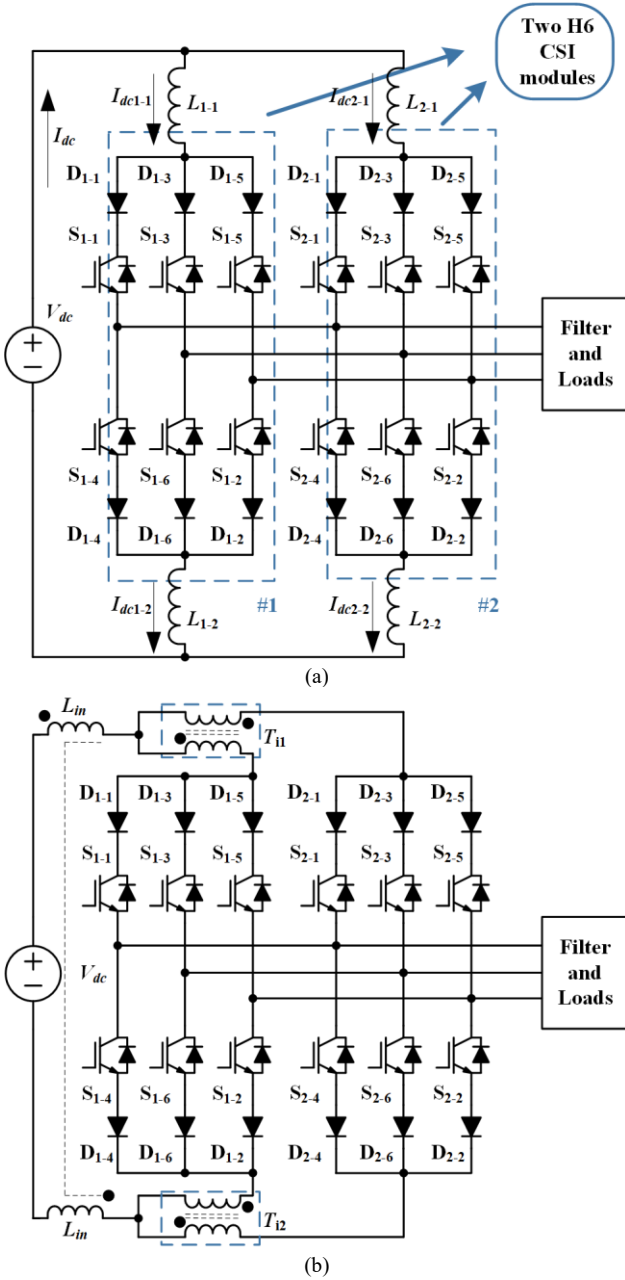 Two H6
CSI
modules
I_dc1-1 L_1-1 I_dc2-1 L_2-1
I_dc
D_1-1 D_1-3 D_1-5 D_2-1 D_2-3 D_2-5
S_1-1 S_1-3 S_1-5 S_2-1 S_2-3 S_2-5
V_dc
+
−
Filter
and
Loads
S_1-4 S_1-6 S_1-2 S_2-4 S_2-6 S_2-2
D_1-4 D_1-6 D_1-2 D_2-4 D_2-6 D_2-2
I_dc1-2 L_1-2 #1 I_dc2-2 L_2-2 #2
(a)
L_in
T_i1
D_1-1 D_1-3 D_1-5 D_2-1 D_2-3 D_2-5
S_1-1 S_1-3 S_1-5 S_2-1 S_2-3 S_2-5
+
−
V_dc
Filter
and
Loads
S_1-4 S_1-6 S_1-2 S_2-4 S_2-6 S_2-2
D_1-4 D_1-6 D_1-2 D_2-4 D_2-6 D_2-2
L_in T_i2
(b)